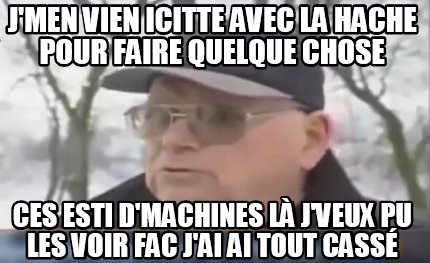 J'MEN VIEN ICITTE AVEC LA HACHE
POUR FAIRE QUELQUE CHOSE
CES ESTI D'MACHINES LÀ J'VEUX PU
LES VOIR FAC J'AI AI TOUT CASSÉ